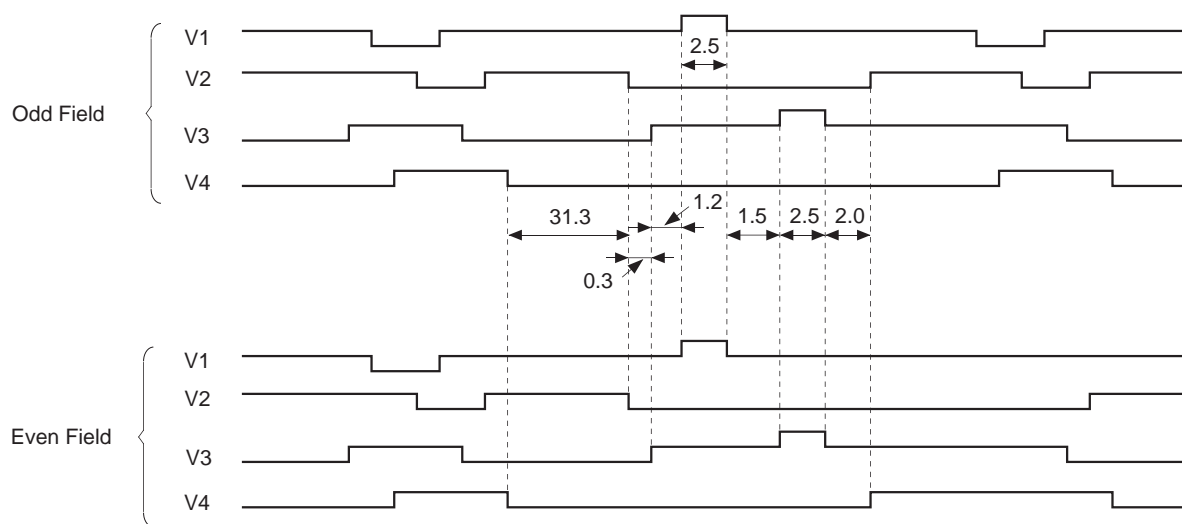 V1
2.5
V2
Odd Field
V3
V4
1.2
31.3
1.5
2.5
2.0
0.3
V1
V2
Even Field
V3
V4